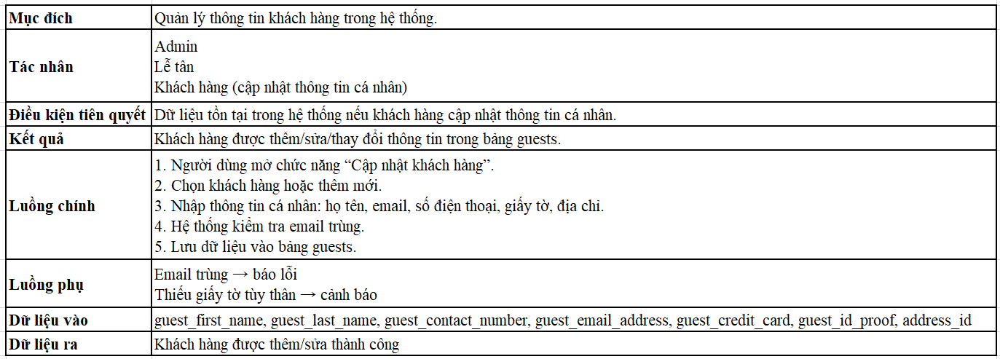 Mục đích
Quản lý thông tin khách hàng trong hệ thống.
Tác nhân
Admin
Lễ tân
Khách hàng (cập nhật thông tin cá nhân)
Điều kiện tiên quyết
Dữ liệu tồn tại trong hệ thống nếu khách hàng cập nhật thông tin cá nhân.
Kết quả
Khách hàng được thêm/sửa/thay đổi thông tin trong bảng guests.
Luồng chính
1. Người dùng mở chức năng “Cập nhật khách hàng”.
2. Chọn khách hàng hoặc thêm mới.
3. Nhập thông tin cá nhân: họ tên, email, số điện thoại, giấy tờ, địa chỉ.
4. Hệ thống kiểm tra email trùng.
5. Lưu dữ liệu vào bảng guests.
Luồng phụ
Email trùng → báo lỗi
Thiếu giấy tờ tùy thân → cảnh báo
Dữ liệu vào
guest_first_name, guest_last_name, guest_contact_number, guest_email_address, guest_credit_card, guest_id_proof, address_id
Dữ liệu ra
Khách hàng được thêm/sửa thành công